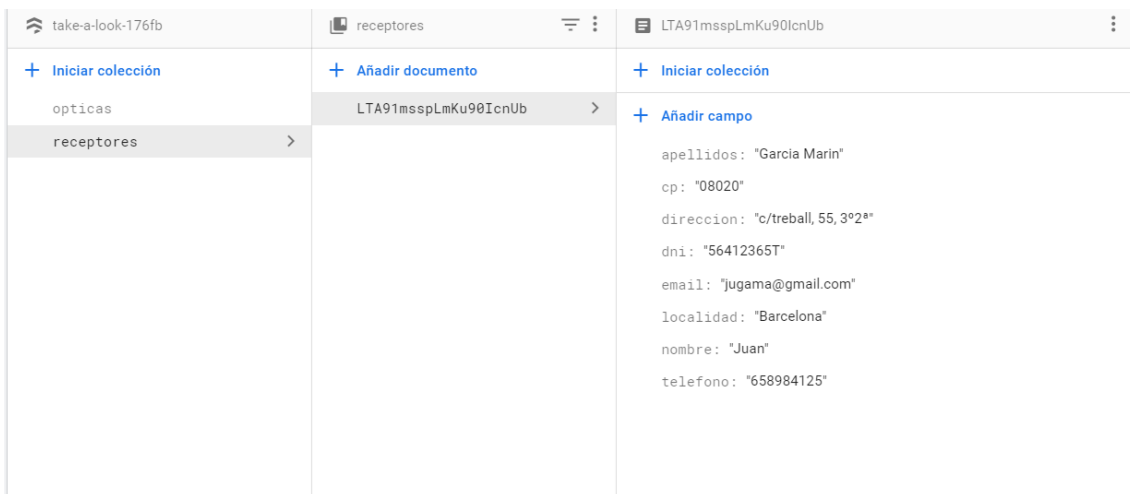 take-a-look-176fb
Iniciar colección
opticas
receptores
receptores
Añadir documento
LTA91msspLmKu90IcnUb
LTA91msspLmKu90IcnUb
Iniciar colección
Añadir campo
apellidos: "Garcia Marin"
cp: "08020"
direccion: "c/treball, 55, 3º2ª"
dni: "56412365T"
email: "jugama@gmail.com"
localidad: "Barcelona"
nombre: "Juan"
telefono: "658984125"